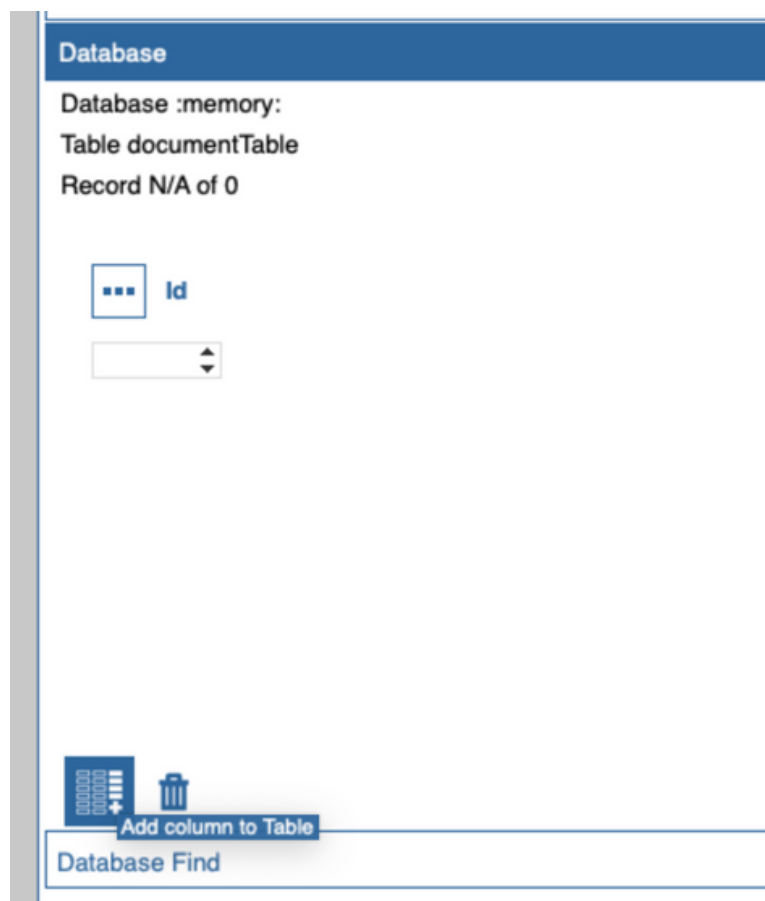 Database
Database :memory:
Table documentTable
Record N/A of 0
Id
Add column to Table
Database Find